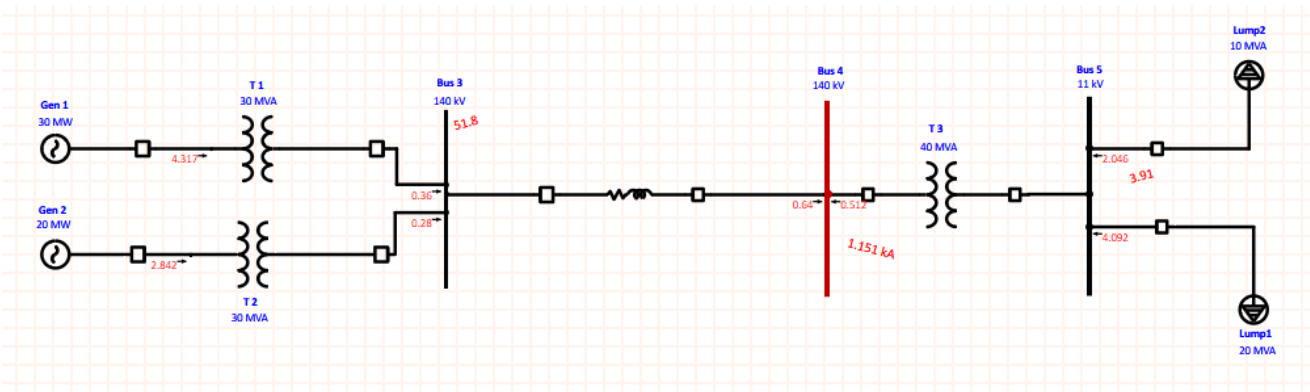 Lump2
10 MVA
Bus 4
140 kV
Bus 5
11 kV
Bus 3
140 kV
T 1
30 MVA
Gen 1
30 MW
51.8
T 3
40 MVA
4.317
2.046
3.91
0.36
0.64
0.512
Gen 2
20 MW
0.28
4.092
1.151 kA
2.842
T 2
30 MVA
Lump1
20 MVA